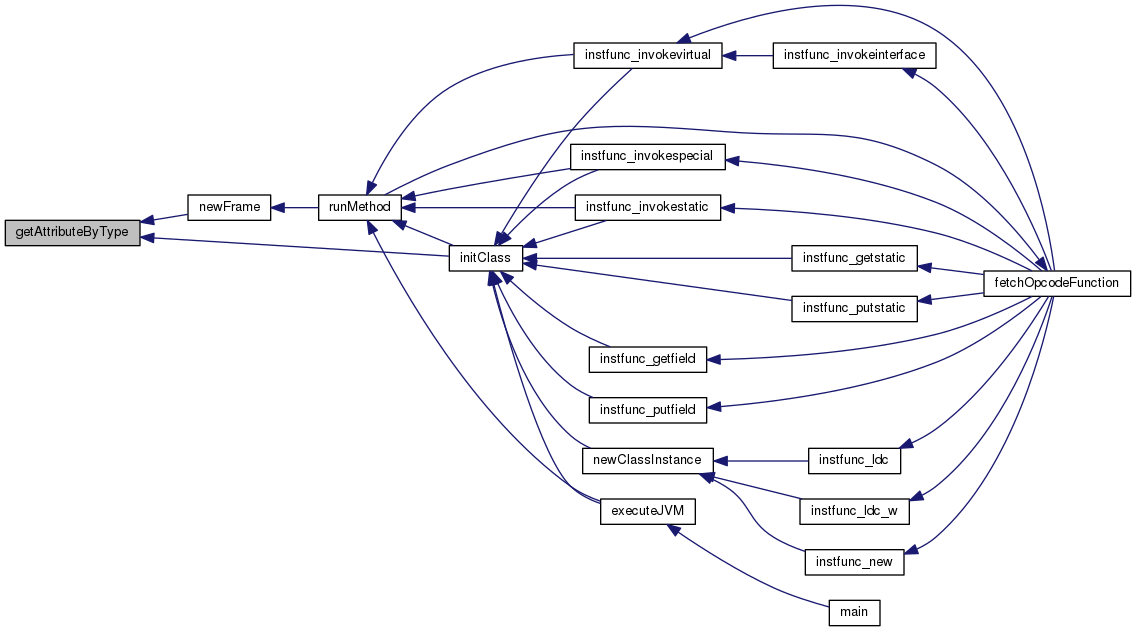 instfunc_invokevirtual
instfunc_invokeinterface
instfunc_invokespecial
newFrame
runMethod
instfunc_invokestatic
getAttributeByType
initClass
instfunc_getstatic
fetchOpcodeFunction
instfunc_putstatic
instfunc_getfield
instfunc_putfield
newClassInstance
instfunc_ldc
executeJVM
instfunc_ldc_w
instfunc_new
main